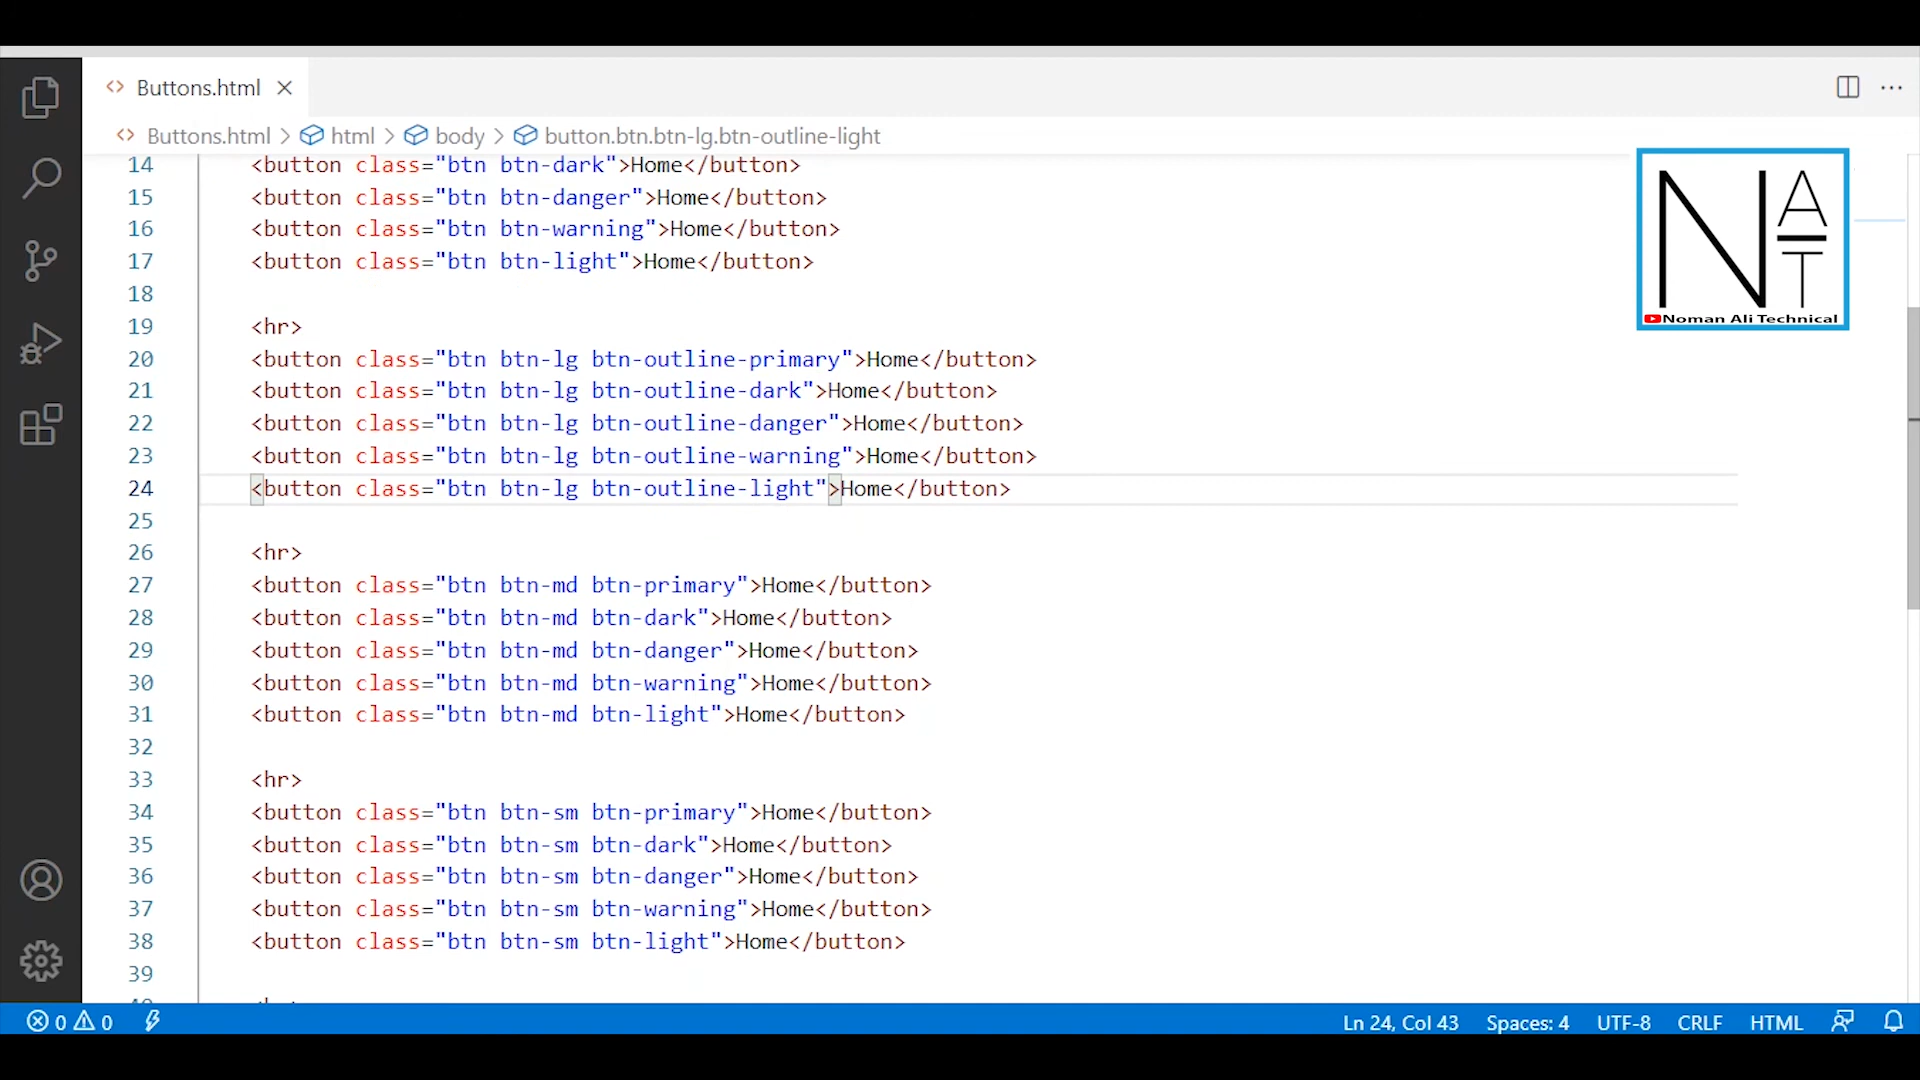 Buttons.html
Buttons.html > html > body > button.btn.btn-lg.btn-outline-light
14 <button class="btn btn-dark">Home</button>
15 <button class="btn btn-danger">Home</button>
16 <button class="btn btn-warning">Home</button>
17 <button class="btn btn-light">Home</button>
18
19 <hr>
20 <button class="btn btn-lg btn-outline-primary">Home</button>
21 <button class="btn btn-lg btn-outline-dark">Home</button>
22 <button class="btn btn-lg btn-outline-danger">Home</button>
23 <button class="btn btn-lg btn-outline-warning">Home</button>
24 <button class="btn btn-lg btn-outline-light">Home</button>
25
26 <hr>
27 <button class="btn btn-md btn-primary">Home</button>
28 <button class="btn btn-md btn-dark">Home</button>
29 <button class="btn btn-md btn-danger">Home</button>
30 <button class="btn btn-md btn-warning">Home</button>
31 <button class="btn btn-md btn-light">Home</button>
32
33 <hr>
34 <button class="btn btn-sm btn-primary">Home</button>
35 <button class="btn btn-sm btn-dark">Home</button>
36 <button class="btn btn-sm btn-danger">Home</button>
37 <button class="btn btn-sm btn-warning">Home</button>
38 <button class="btn btn-sm btn-light">Home</button>
39
NAT
Noman Ali Technical
0 0
Ln 24, Col 43 Spaces: 4 UTF-8 CRLF HTML